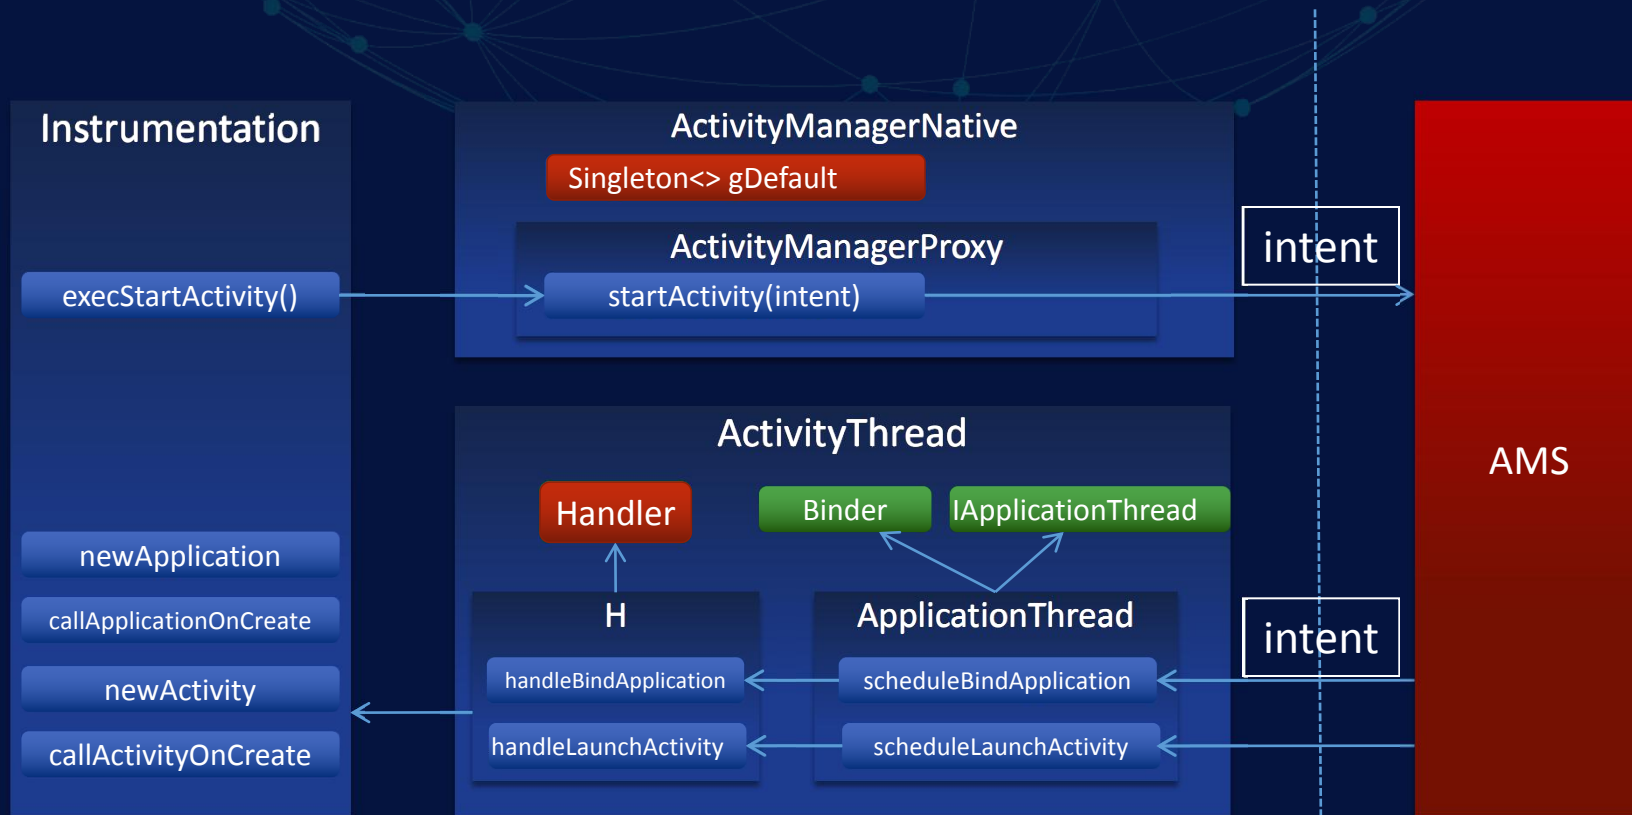 Instrumentation
execStartActivity()
newApplication
callApplicationOnCreate
newActivity
callActivityOnCreate
ActivityManagerNative
Singleton<> gDefault
ActivityManagerProxy
startActivity(intent)
intent
ActivityThread
Handler
Binder
IApplicationThread
H
handleBindApplication
handleLaunchActivity
ApplicationThread
scheduleBindApplication
scheduleLaunchActivity
intent
AMS